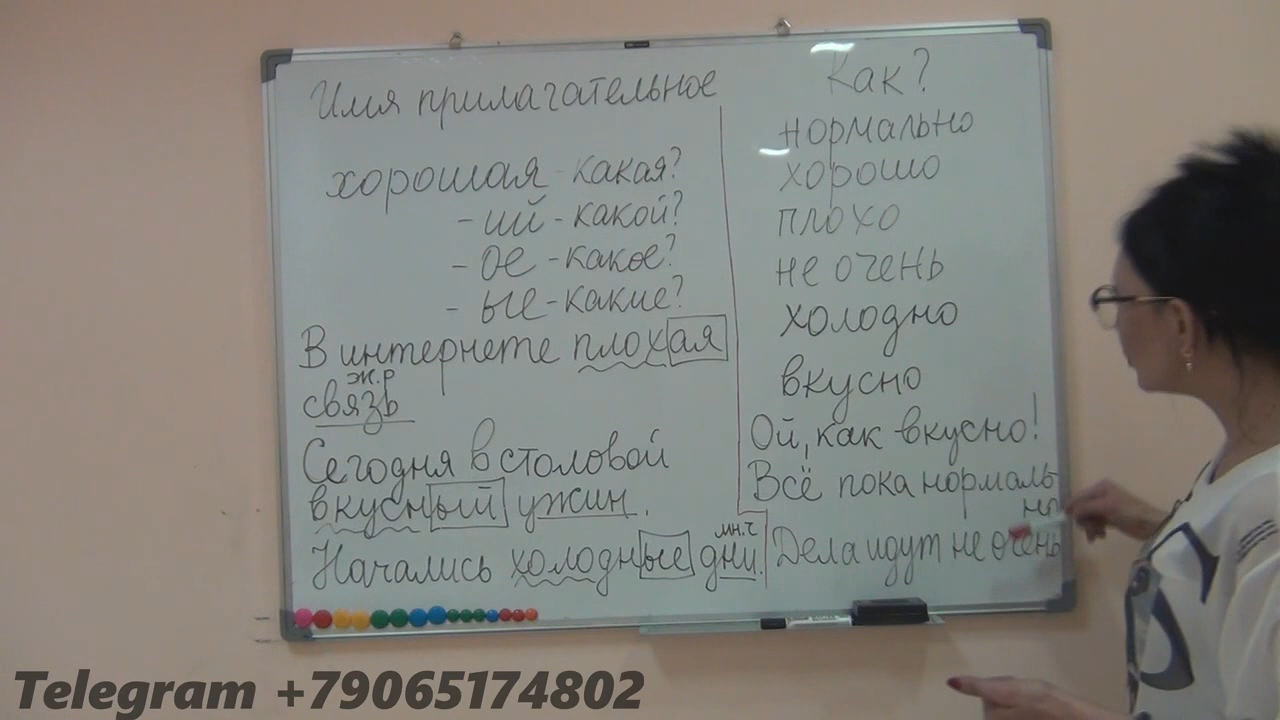 Имя прилагательное
хорошая - какая?
- ий - какой?
- ое - какое?
- ые - какие?
В интернете плохая
ж.р
связь
Сегодня в столовой
вкусный ужин.
мн.ч
Начались холодные дни.
Как?
нормально
хорошо
плохо
не очень
холодно
вкусно
Ой, как вкусно!
Всё пока нормаль-
но
Дела идут не очень
Telegram +79065174802